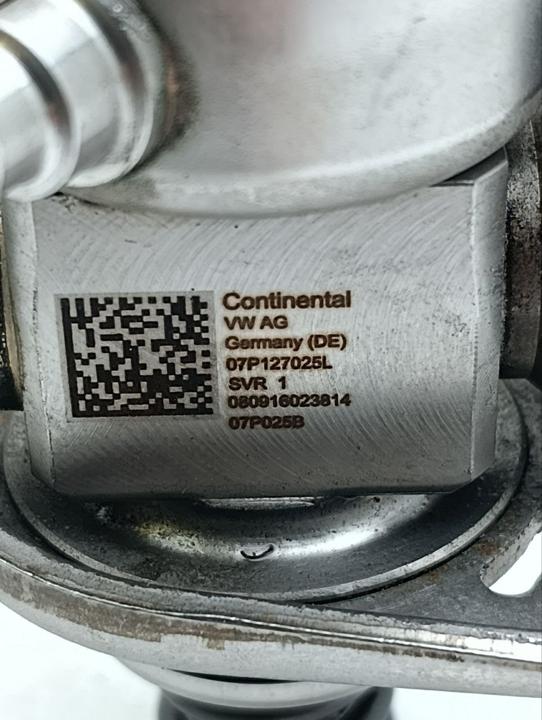 Continental
VW AG
Germany (DE)
07P127025L
SVR 1
080916023814
07P025B